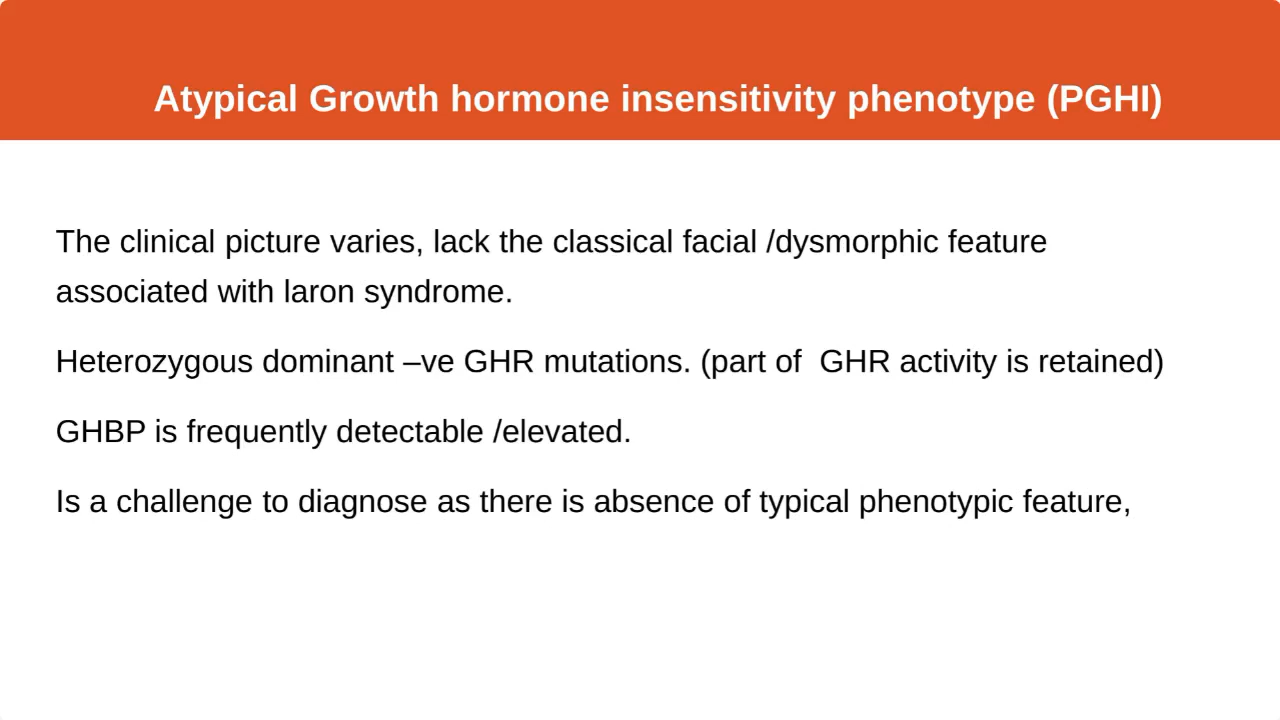 Atypical Growth hormone insensitivity phenotype (PGHI)
The clinical picture varies, lack the classical facial /dysmorphic feature
associated with laron syndrome.
Heterozygous dominant –ve GHR mutations. (part of  GHR activity is retained)
GHBP is frequently detectable /elevated.
Is a challenge to diagnose as there is absence of typical phenotypic feature,